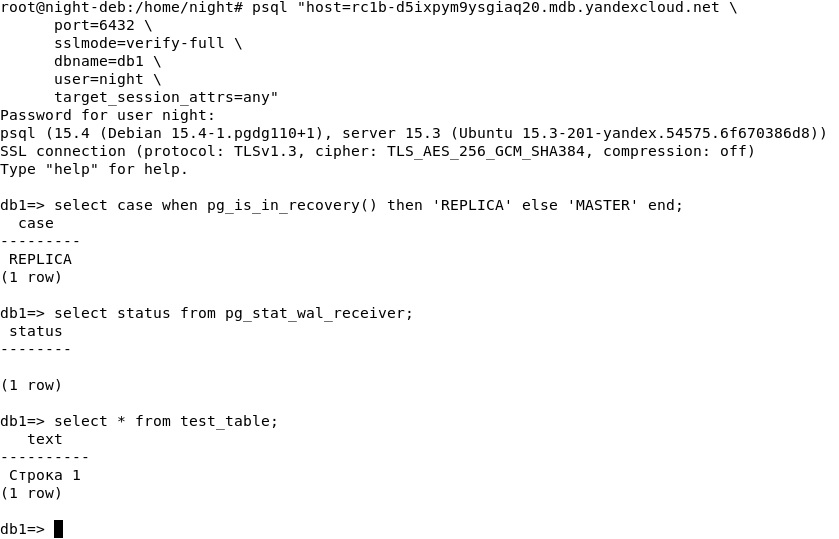 root@night-deb:/home/night# psql "host=rc1b-d5ixpym9ysgiaq20.mdb.yandexcloud.net \
      port=6432 \
      sslmode=verify-full \
      dbname=db1 \
      user=night \
      target_session_attrs=any"
Password for user night:
psql (15.4 (Debian 15.4-1.pgdg110+1), server 15.3 (Ubuntu 15.3-201-yandex.54575.6f670386d8))
SSL connection (protocol: TLSv1.3, cipher: TLS_AES_256_GCM_SHA384, compression: off)
Type "help" for help.

db1=> select case when pg_is_in_recovery() then 'REPLICA' else 'MASTER' end;
  case
---------
 REPLICA
(1 row)

db1=> select status from pg_stat_wal_receiver;
 status
--------

(1 row)

db1=> select * from test_table;
   text
----------
 Строка 1
(1 row)

db1=>